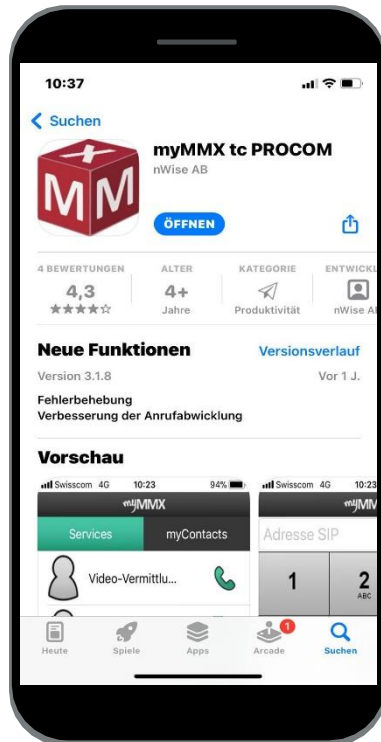 10:37
Suchen
myMMX tc PROCOM
nWise AB
ÖFFNEN
X
M M
4 BEWERTUNGEN ALTER KATEGORIE ENTWICKL
4,3 4+
Jahre Produktivität nWise AB
Neue Funktionen Versionsverlauf
Version 3.1.8 Vor 1 J.
Fehlerbehebung
Verbesserung der Anrufabwicklung
Vorschau
Swisscom 4G 10:23 94% Swisscom 4G 10:23
myMMX myMM
Services myContacts Adresse SIP
Video-Vermittlu... 1 2
ABC
1
Heute Spiele Apps Arcade Suchen